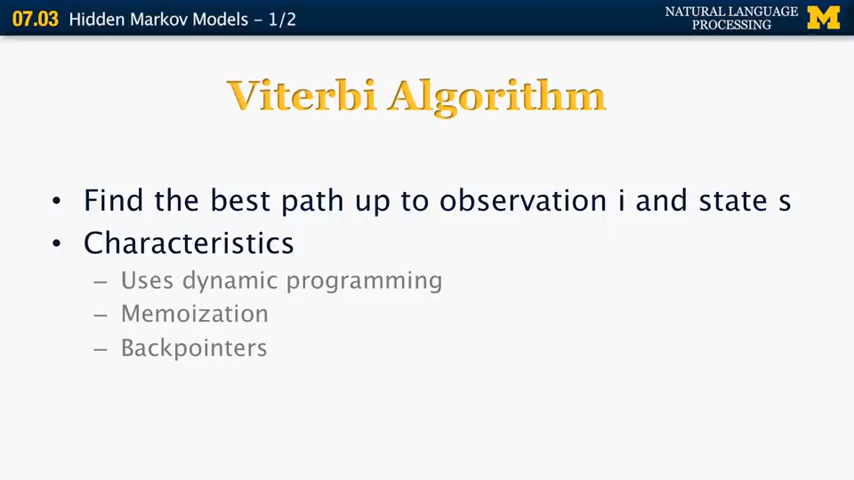 07.03 Hidden Markov Models – 1/2
NATURAL LANGUAGE
PROCESSING
M
Viterbi Algorithm
• Find the best path up to observation i and state s
• Characteristics
– Uses dynamic programming
– Memoization
– Backpointers